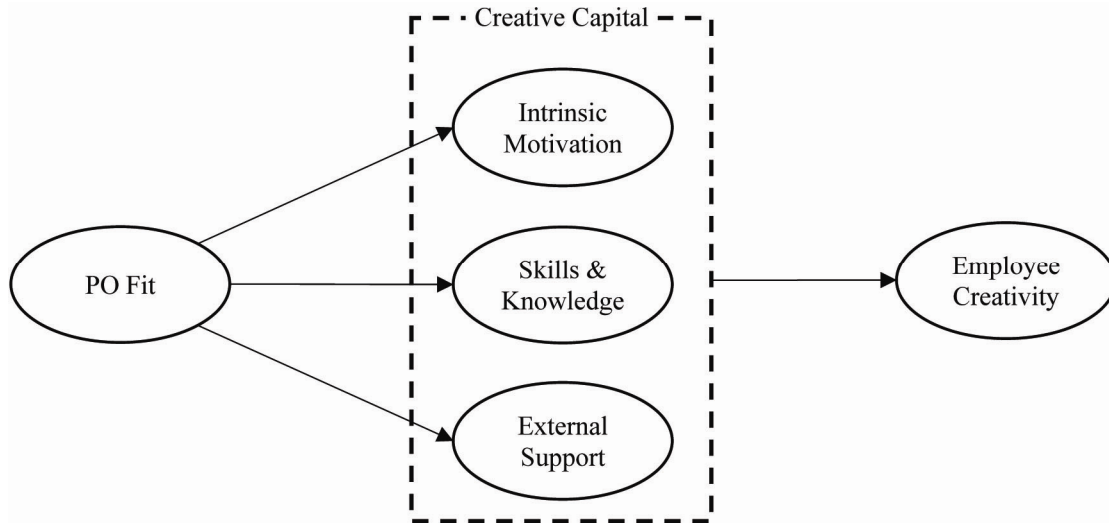 Creative Capital
Intrinsic
Motivation
PO Fit
Skills &
Knowledge
Employee
Creativity
External
Support